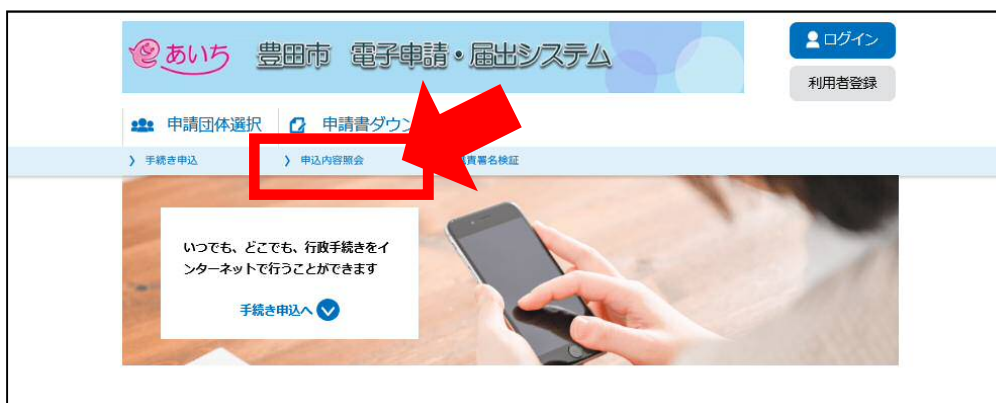 あいち 豊田市 電子申請・届出システム
ログイン
利用者登録
申請団体選択 申請書ダウン
手続き申込 申込内容照会 責署名検証
いつでも、どこでも、行政手続きをイ
ンターネットで行うことができます
手続き申込へ